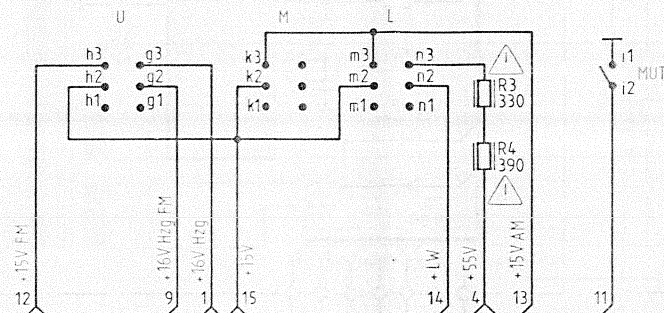 U M L
h3 g3 k3 m3 n3 i1
h2 g2 k2 m2 n2 i2
h1 g1 k1 m1 n1
MUT
R3
330
R4
390
+15V FM
+16V Hzg FM
+16V Hzg
+15V
+LW
+55V
+15V AM
12 9 1 15 14 4 13 11